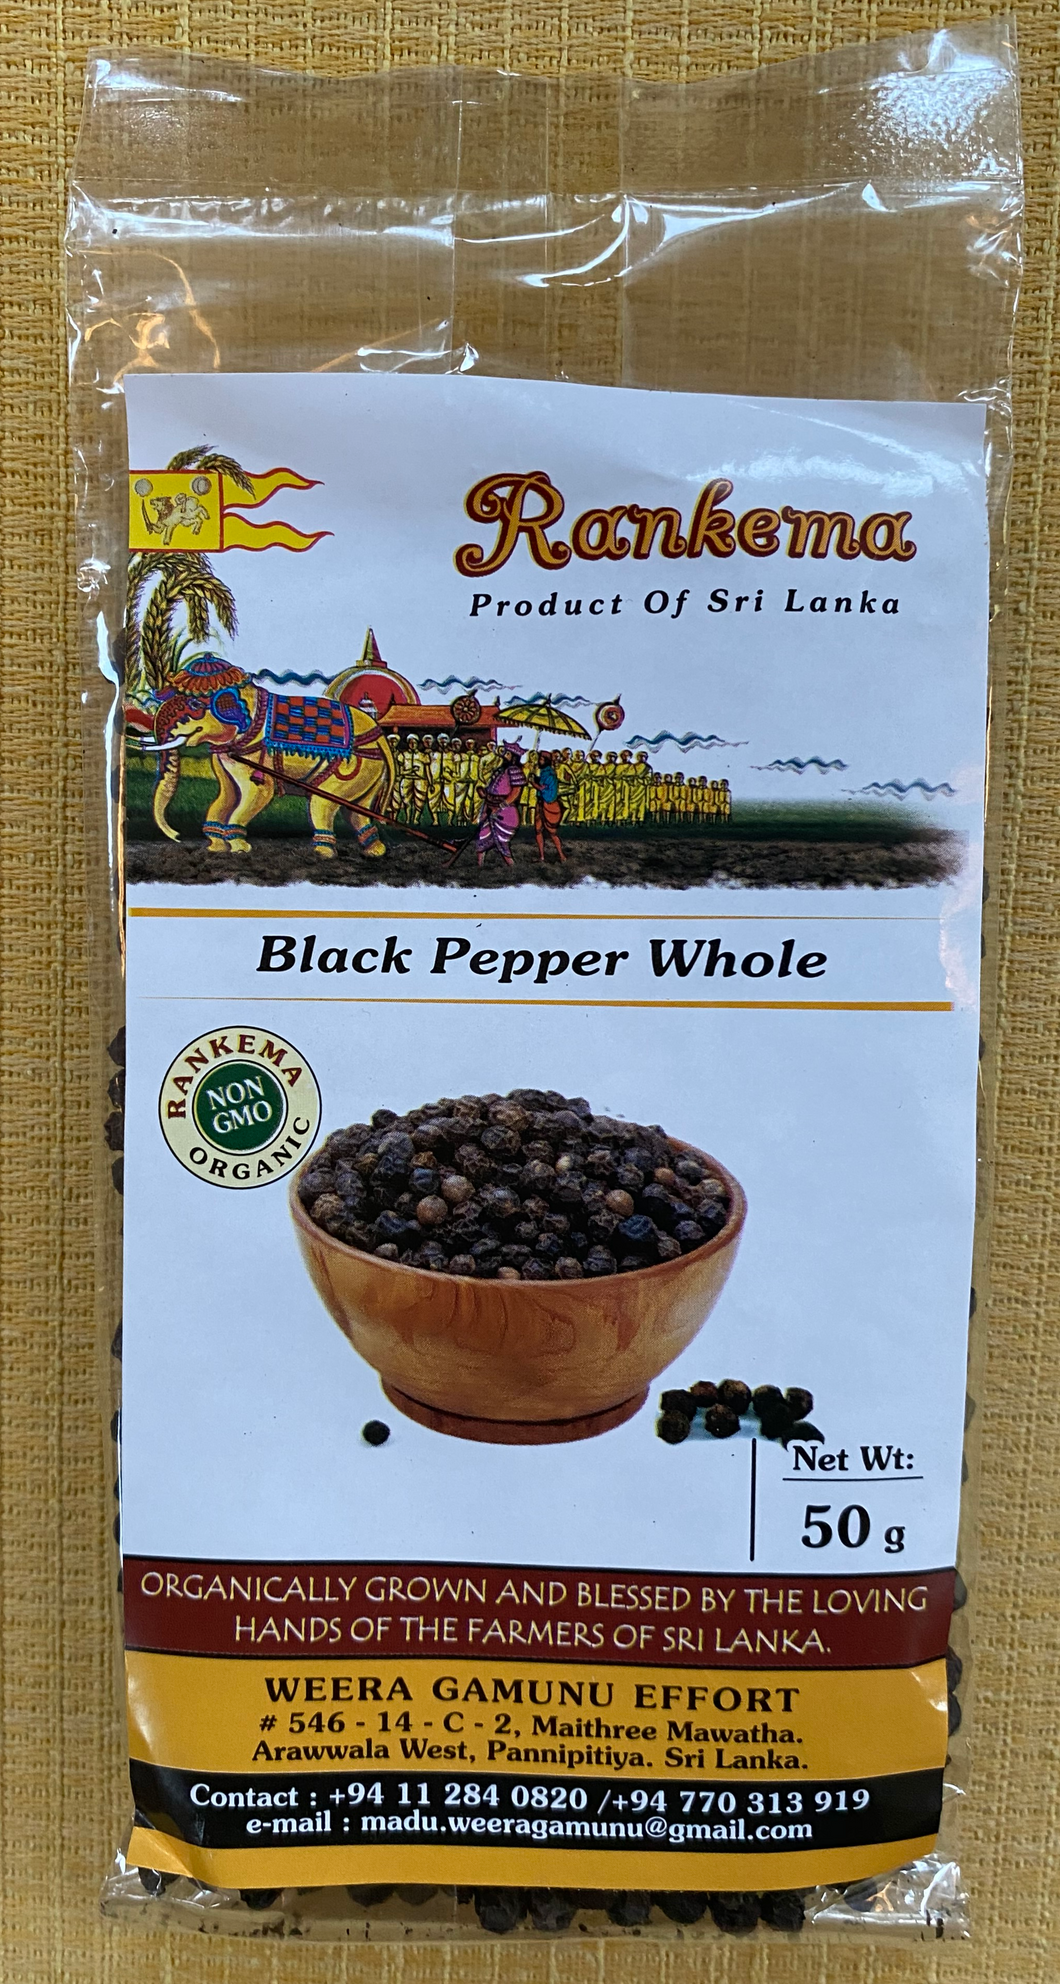 Rankema
Product Of Sri Lanka
Black Pepper Whole
RANKEMA
NON
GMO
ORGANIC
Net Wt:
50 g
ORGANICALLY GROWN AND BLESSED BY THE LOVING
HANDS OF THE FARMERS OF SRI LANKA.
WEERA GAMUNU EFFORT
# 546 - 14 - C - 2, Maithree Mawatha.
Arawwala West, Pannipitiya. Sri Lanka.
Contact : +94 11 284 0820 /+94 770 313 919
e-mail : madu.weeragamunu@gmail.com